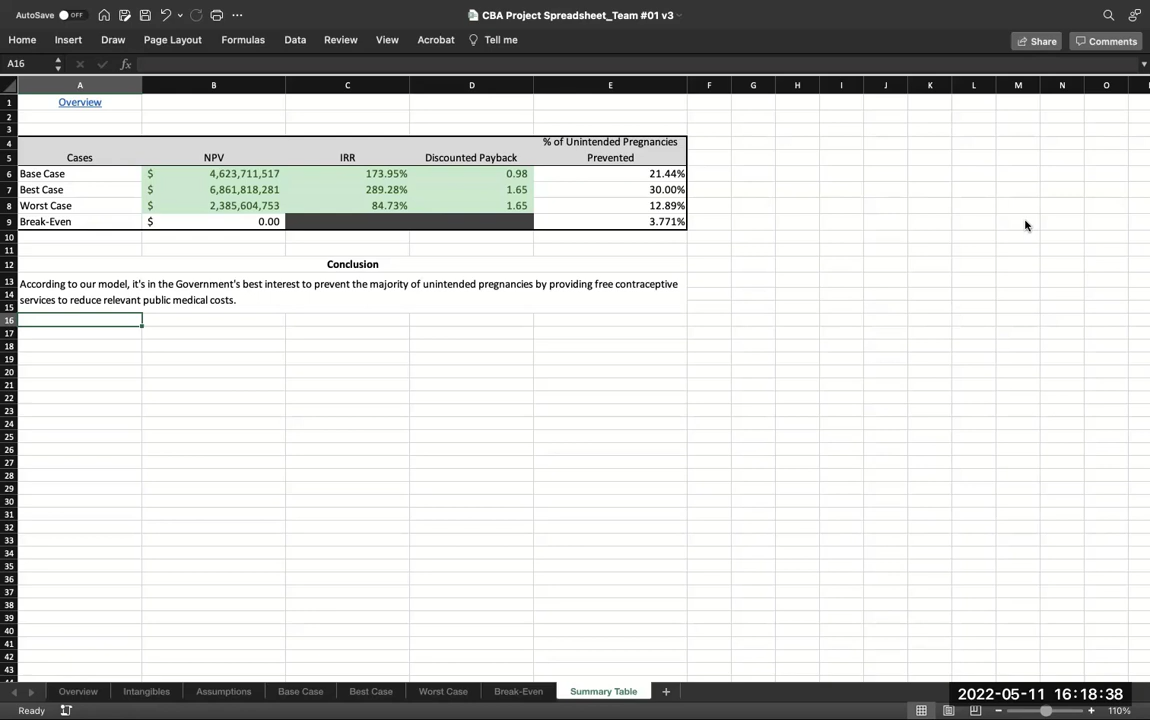 AutoSave OFF
CBA Project Spreadsheet_Team #01 v3
Home Insert Draw Page Layout Formulas Data Review View Acrobat Tell me
Share Comments
A16 fx
A B C D E F G H I J K L M N O
1 Overview
2
3
4 % of Unintended Pregnancies
5 Cases NPV IRR Discounted Payback Prevented
6 Base Case $ 4,623,711,517 173.95% 0.98 21.44%
7 Best Case $ 6,861,818,281 289.28% 1.65 30.00%
8 Worst Case $ 2,385,604,753 84.73% 1.65 12.89%
9 Break-Even $ 0.00 3.771%
10
11
12 Conclusion
13 According to our model, it's in the Government's best interest to prevent the majority of unintended pregnancies by providing free contraceptive
14 services to reduce relevant public medical costs.
15
16
17
18
19
20
21
22
23
24
25
26
27
28
29
30
31
32
33
34
35
36
37
38
39
40
41
42
43
Overview Intangibles Assumptions Base Case Best Case Worst Case Break-Even Summary Table +
2022-05-11 16:18:38
Ready
110%